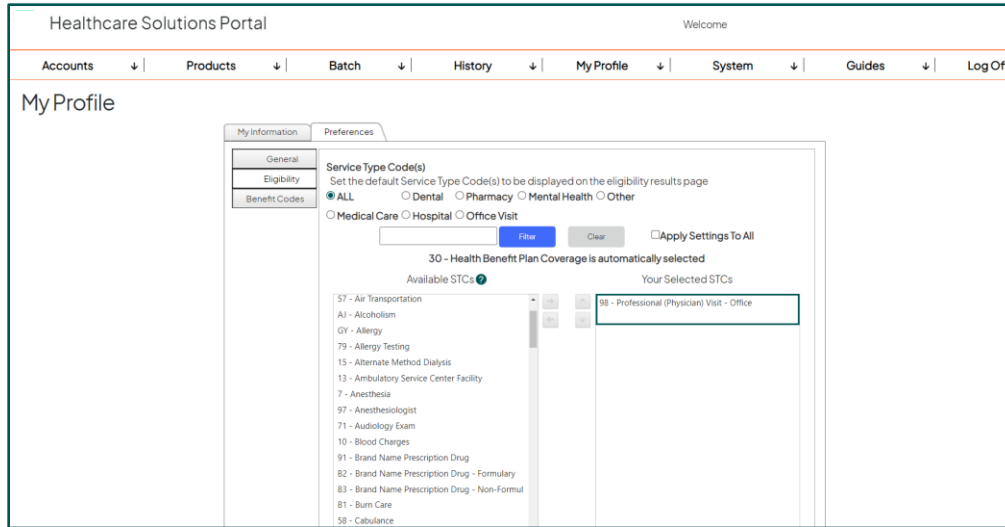 Healthcare Solutions Portal
Welcome
Accounts Products Batch History My Profile System Guides Log Of
My Profile
My Information Preferences
General
Eligibility
Benefit Codes
Service Type Code(s)
Set the default Service Type Code(s) to be displayed on the eligibility results page
ALL Dental Pharmacy Mental Health Other
Medical Care Hospital Office Visit
Filter Clear Apply Settings To All
30 - Health Benefit Plan Coverage is automatically selected
Available STCs ? Your Selected STCs
57 - Air Transportation
AJ - Alcoholism
GY - Allergy
79 - Allergy Testing
15 - Alternate Method Dialysis
13 - Ambulatory Service Center Facility
7 - Anesthesia
97 - Anesthesiologist
71 - Audiology Exam
10 - Blood Charges
91 - Brand Name Prescription Drug
B2 - Brand Name Prescription Drug - Formulary
B3 - Brand Name Prescription Drug - Non-Formul
B1 - Burn Care
58 - Cabulance
98 - Professional (Physician) Visit - Office